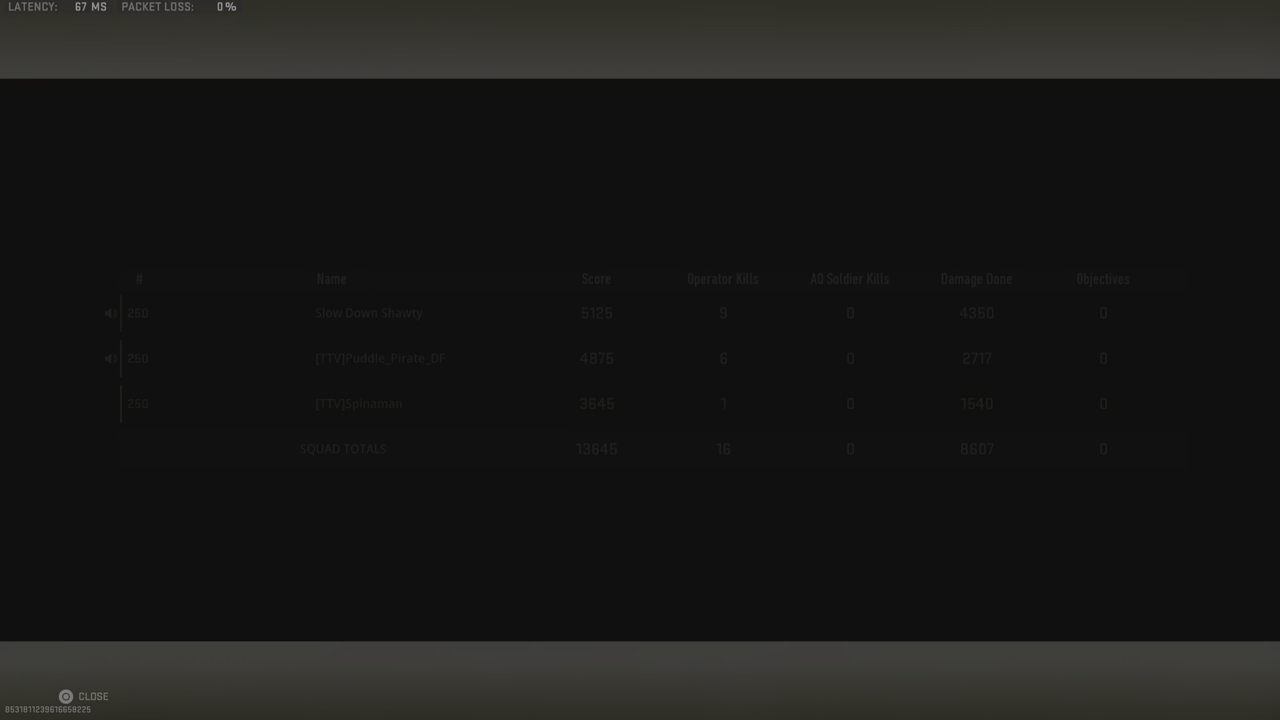 LATENCY: 67 MS PACKET LOSS: 0 %
# Name Score Operator Kills AQ Soldier Kills Damage Done Objectives
250 Slow Down Shawty 5125 9 0 4350 0
250 [TTV]Puddle_Pirate_DF 4875 6 0 2717 0
250 [TTV]Spinaman 3645 1 0 1540 0
SQUAD TOTALS 13645 16 0 8607 0
CLOSE
8531811239616658225